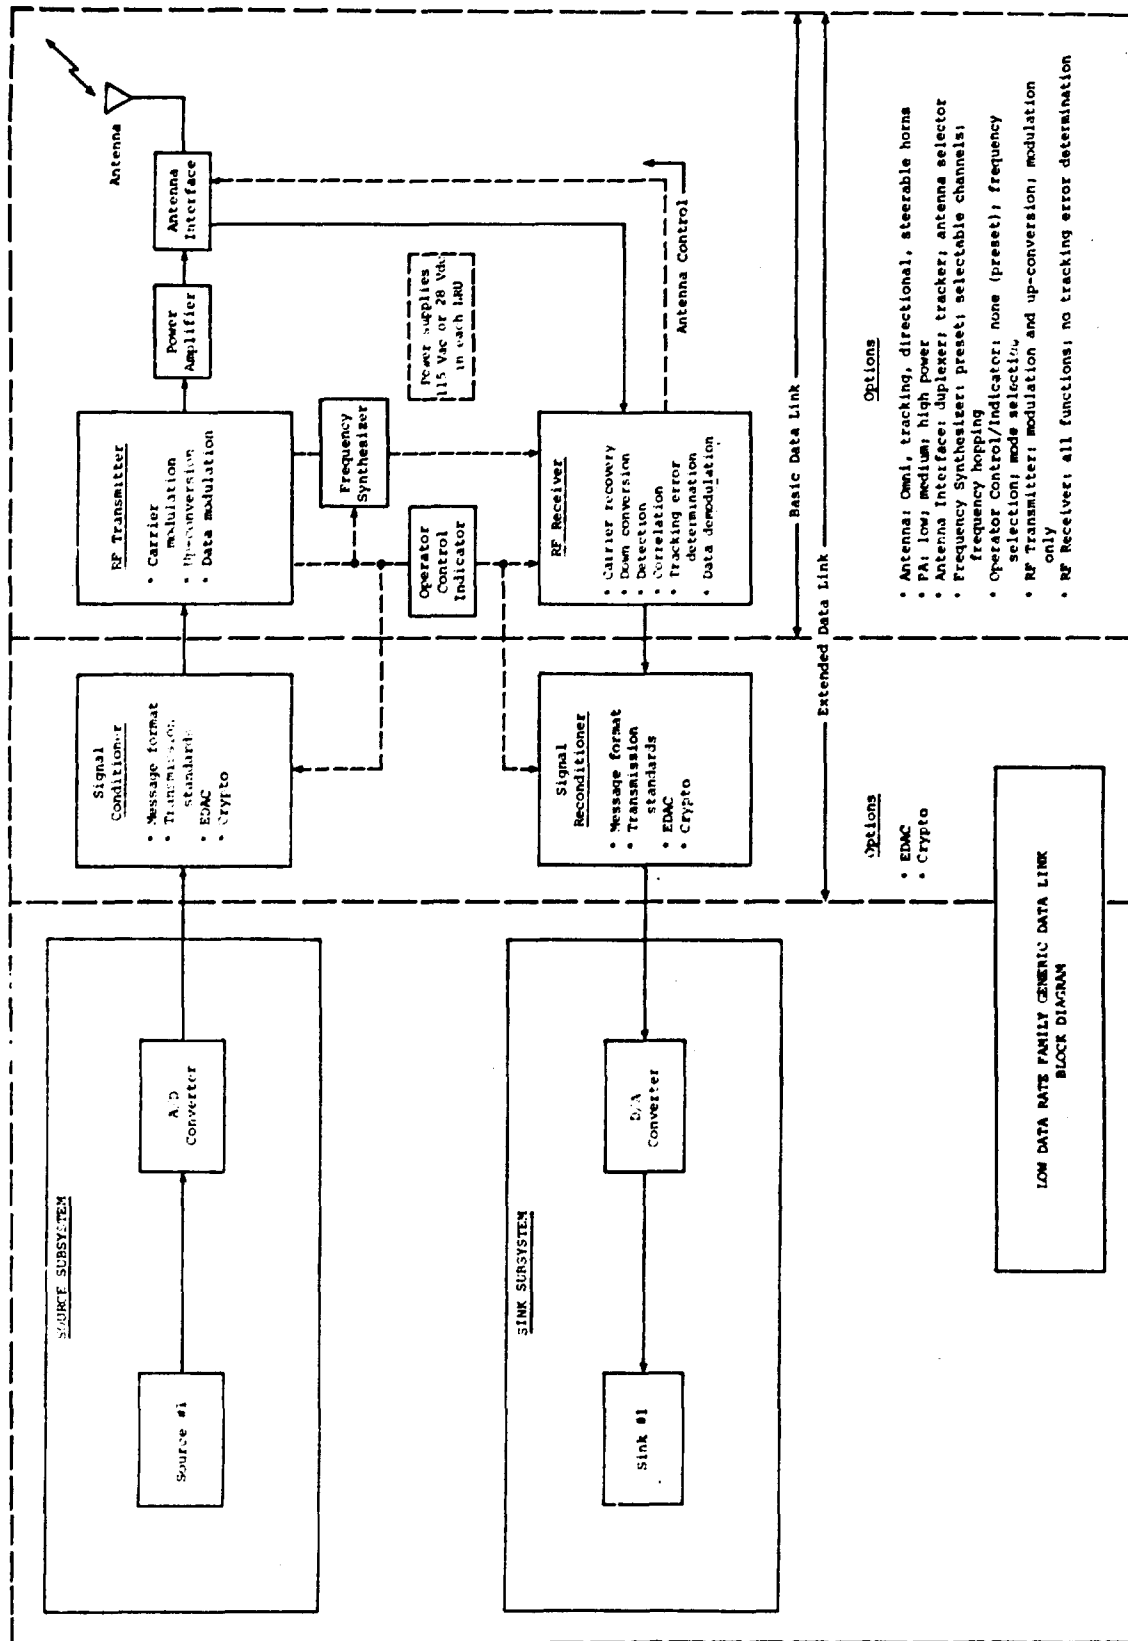 SOURCE SUBSYSTEM
Source #1
A/D
Converter
Signal
Conditioner
• Message format
• Transmission
standards
• EDAC
• Crypto
RF Transmitter
• Carrier
modulation
• Up-conversion
• Data modulation
Power
Amplifier
Antenna
Interface
Antenna
Frequency
Synthesizer
Operator
Control
Indicator
Power supplies
115 Vac or 28 Vdc
in each LRU
SINK SUBSYSTEM
Sink #1
D/A
Converter
Signal
Reconditioner
• Message format
• Transmission
standards
• EDAC
• Crypto
RF Receiver
• Carrier recovery
• Down conversion
• Detection
• Correlation
• Tracking error
determination
• Data demodulation
Antenna Control
Basic Data Link
Extended Data Link
Options
• EDAC
• Crypto
Options
• Antenna: Omni, tracking, directional, steerable horns
• PA: low; medium; high power
• Antenna Interface: duplexer; tracker; antenna selector
• Frequency Synthesizer: preset; selectable channels;
frequency hopping
• Operator Control/Indicator: none (preset); frequency
selection; mode selection
• RF Transmitter: modulation and up-conversion; modulation
only
• RF Receiver: all functions; no tracking error determination
LOW DATA RATE FAMILY GENERIC DATA LINK
BLOCK DIAGRAM